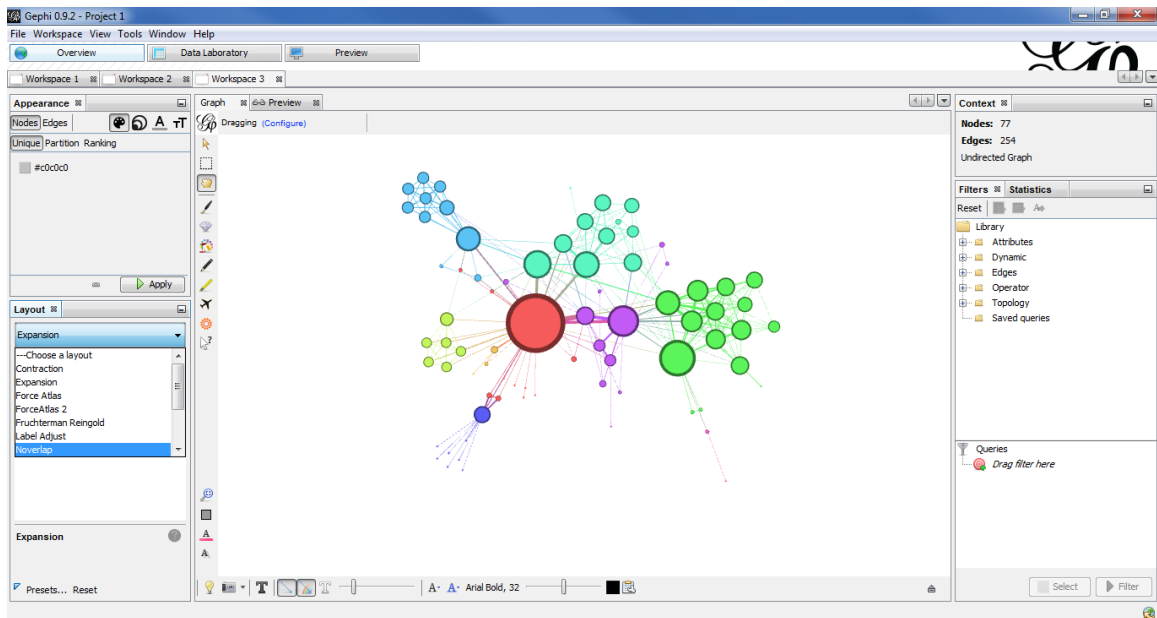 Gephi 0.9.2 - Project 1
File Workspace View Tools Window Help
Overview Data Laboratory Preview
Workspace 1 Workspace 2 Workspace 3
Appearance
Nodes Edges
Unique Partition Ranking
#c0c0c0
Apply
Layout
Expansion
---Choose a layout
Contraction
Expansion
Force Atlas
ForceAtlas 2
Fruchterman Reingold
Label Adjust
Noverlap
Expansion
Presets... Reset
Graph Preview
Dragging (Configure)
A- A- Arial Bold, 32
Context
Nodes: 77
Edges: 254
Undirected Graph
Filters Statistics
Reset
Library
Attributes
Dynamic
Edges
Operator
Topology
Saved queries
Queries
Drag filter here
Select Filter